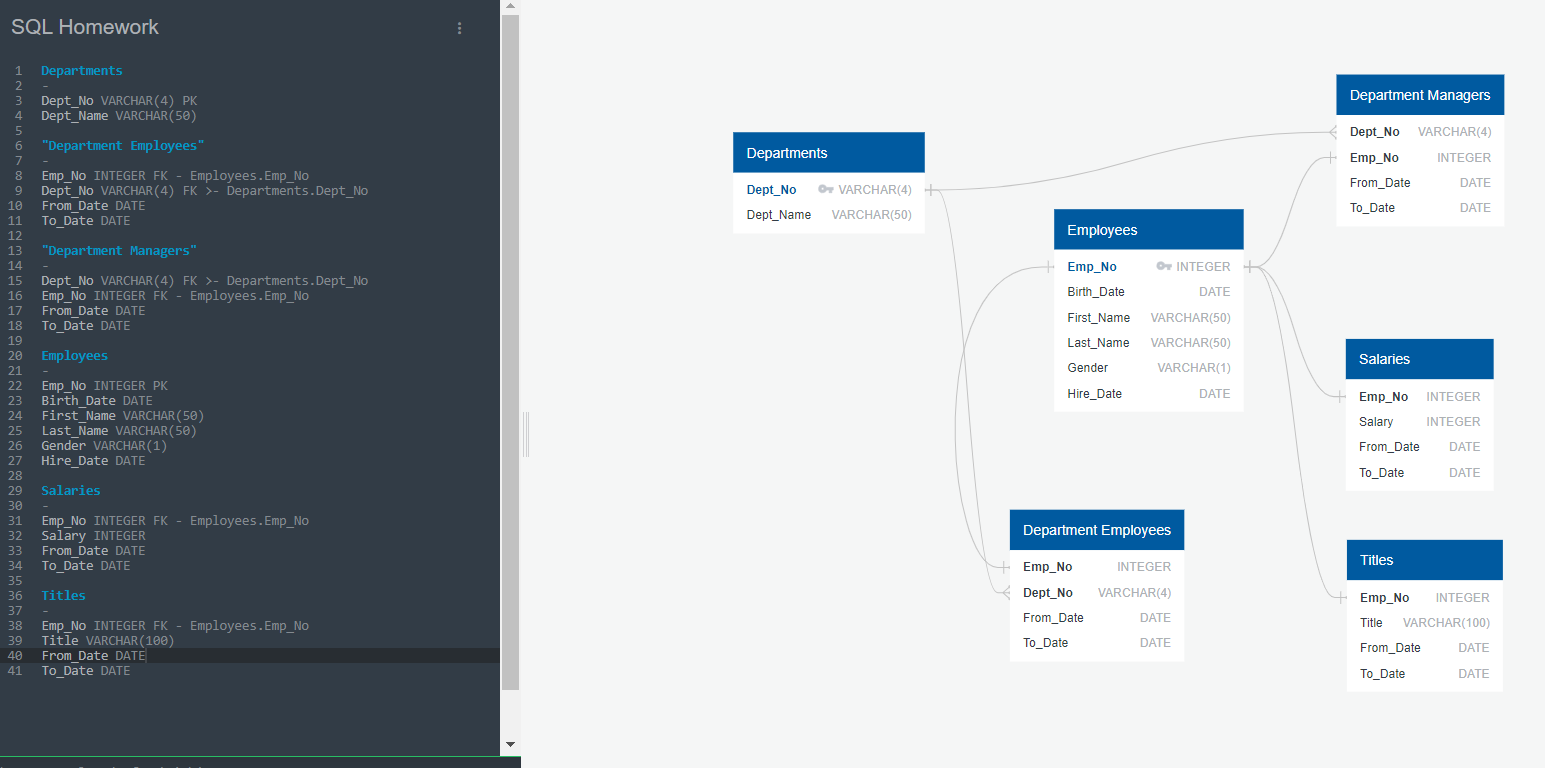 SQL Homework
1 Departments
2 -
3 Dept_No VARCHAR(4) PK
4 Dept_Name VARCHAR(50)
5
6 "Department Employees"
7 -
8 Emp_No INTEGER FK - Employees.Emp_No
9 Dept_No VARCHAR(4) FK >- Departments.Dept_No
10 From_Date DATE
11 To_Date DATE
12
13 "Department Managers"
14 -
15 Dept_No VARCHAR(4) FK >- Departments.Dept_No
16 Emp_No INTEGER FK - Employees.Emp_No
17 From_Date DATE
18 To_Date DATE
19
20 Employees
21 -
22 Emp_No INTEGER PK
23 Birth_Date DATE
24 First_Name VARCHAR(50)
25 Last_Name VARCHAR(50)
26 Gender VARCHAR(1)
27 Hire_Date DATE
28
29 Salaries
30 -
31 Emp_No INTEGER FK - Employees.Emp_No
32 Salary INTEGER
33 From_Date DATE
34 To_Date DATE
35
36 Titles
37 -
38 Emp_No INTEGER FK - Employees.Emp_No
39 Title VARCHAR(100)
40 From_Date DATE
41 To_Date DATE
Departments
Dept_No VARCHAR(4)
Dept_Name VARCHAR(50)
Employees
Emp_No INTEGER
Birth_Date DATE
First_Name VARCHAR(50)
Last_Name VARCHAR(50)
Gender VARCHAR(1)
Hire_Date DATE
Department Employees
Emp_No INTEGER
Dept_No VARCHAR(4)
From_Date DATE
To_Date DATE
Department Managers
Dept_No VARCHAR(4)
Emp_No INTEGER
From_Date DATE
To_Date DATE
Salaries
Emp_No INTEGER
Salary INTEGER
From_Date DATE
To_Date DATE
Titles
Emp_No INTEGER
Title VARCHAR(100)
From_Date DATE
To_Date DATE